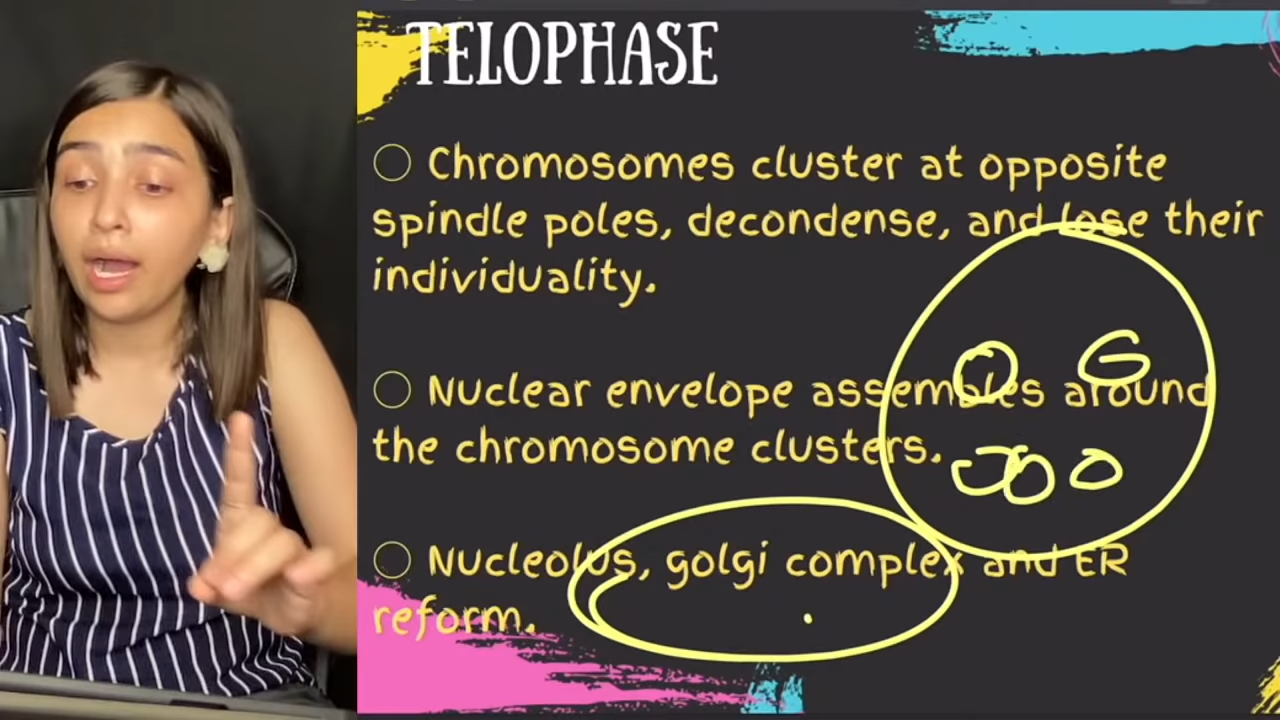 TELOPHASE
○ Chromosomes cluster at opposite
spindle poles, decondense, and lose their
individuality.
○ Nuclear envelope assembles around
the chromosome clusters.
○ Nucleolus, golgi complex and ER
reform.